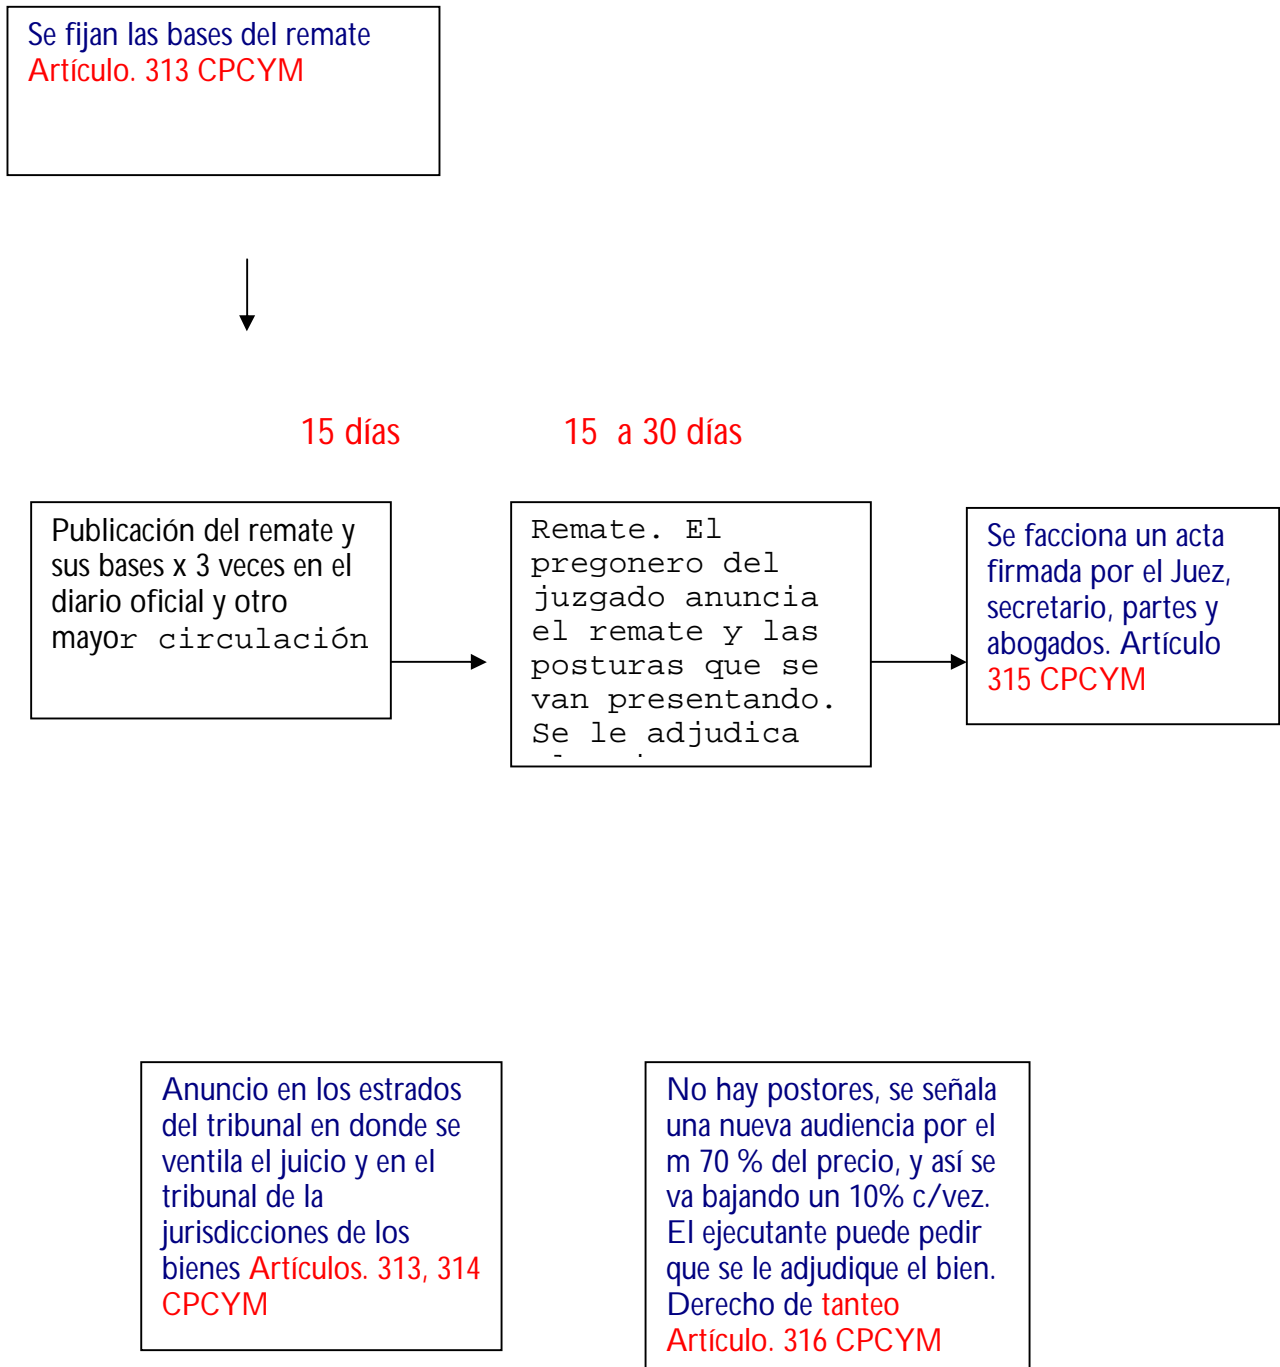 Se fijan las bases del remate
Artículo. 313 CPCYM
15 días
15 a 30 días
Publicación del remate y
sus bases x 3 veces en el
diario oficial y otro
mayor circulación
Remate. El
pregonero del
juzgado anuncia
el remate y las
posturas que se
van presentando.
Se le adjudica
Se facciona un acta
firmada por el Juez,
secretario, partes y
abogados. Artículo
315 CPCYM
Anuncio en los estrados
del tribunal en donde se
ventila el juicio y en el
tribunal de la
jurisdicciones de los
bienes Artículos. 313, 314
CPCYM
No hay postores, se señala
una nueva audiencia por el
m 70 % del precio, y así se
va bajando un 10% c/vez.
El ejecutante puede pedir
que se le adjudique el bien.
Derecho de tanteo
Artículo. 316 CPCYM